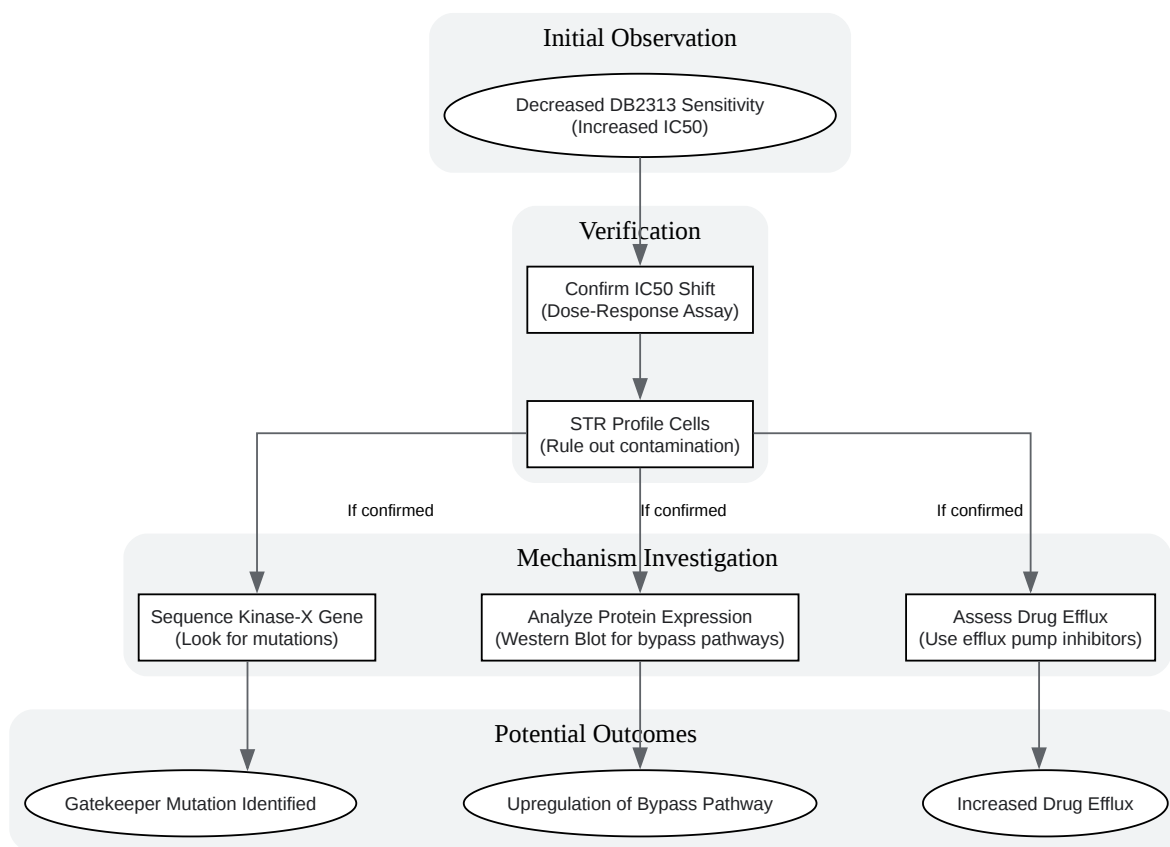 Initial Observation
Decreased DB2313 Sensitivity
(Increased IC50)
Verification
Confirm IC50 Shift
(Dose-Response Assay)
STR Profile Cells
(Rule out contamination)
If confirmed
If confirmed
If confirmed
Mechanism Investigation
Sequence Kinase-X Gene
(Look for mutations)
Analyze Protein Expression
(Western Blot for bypass pathways)
Assess Drug Efflux
(Use efflux pump inhibitors)
Potential Outcomes
Gatekeeper Mutation Identified
Upregulation of Bypass Pathway
Increased Drug Efflux